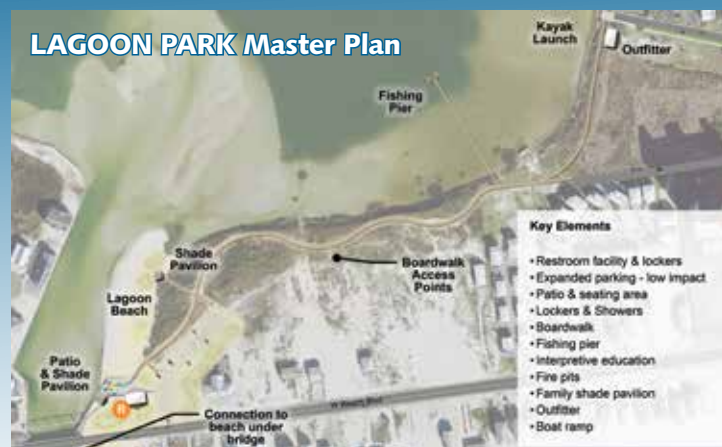 LAGOON PARK Master Plan
Kayak
Launch
Outfitter
Fishing
Pier
Shade
Pavilion
Boardwalk
Access
Points
Lagoon
Beach
Patio
& Shade
Pavilion
Connection to
beach under
bridge
W Beach Blvd
Key Elements
• Restroom facility & lockers
• Expanded parking - low impact
• Patio & seating area
• Lockers & Showers
• Boardwalk
• Fishing pier
• Interpretive education
• Fire pits
• Family shade pavilion
• Outfitter
• Boat ramp